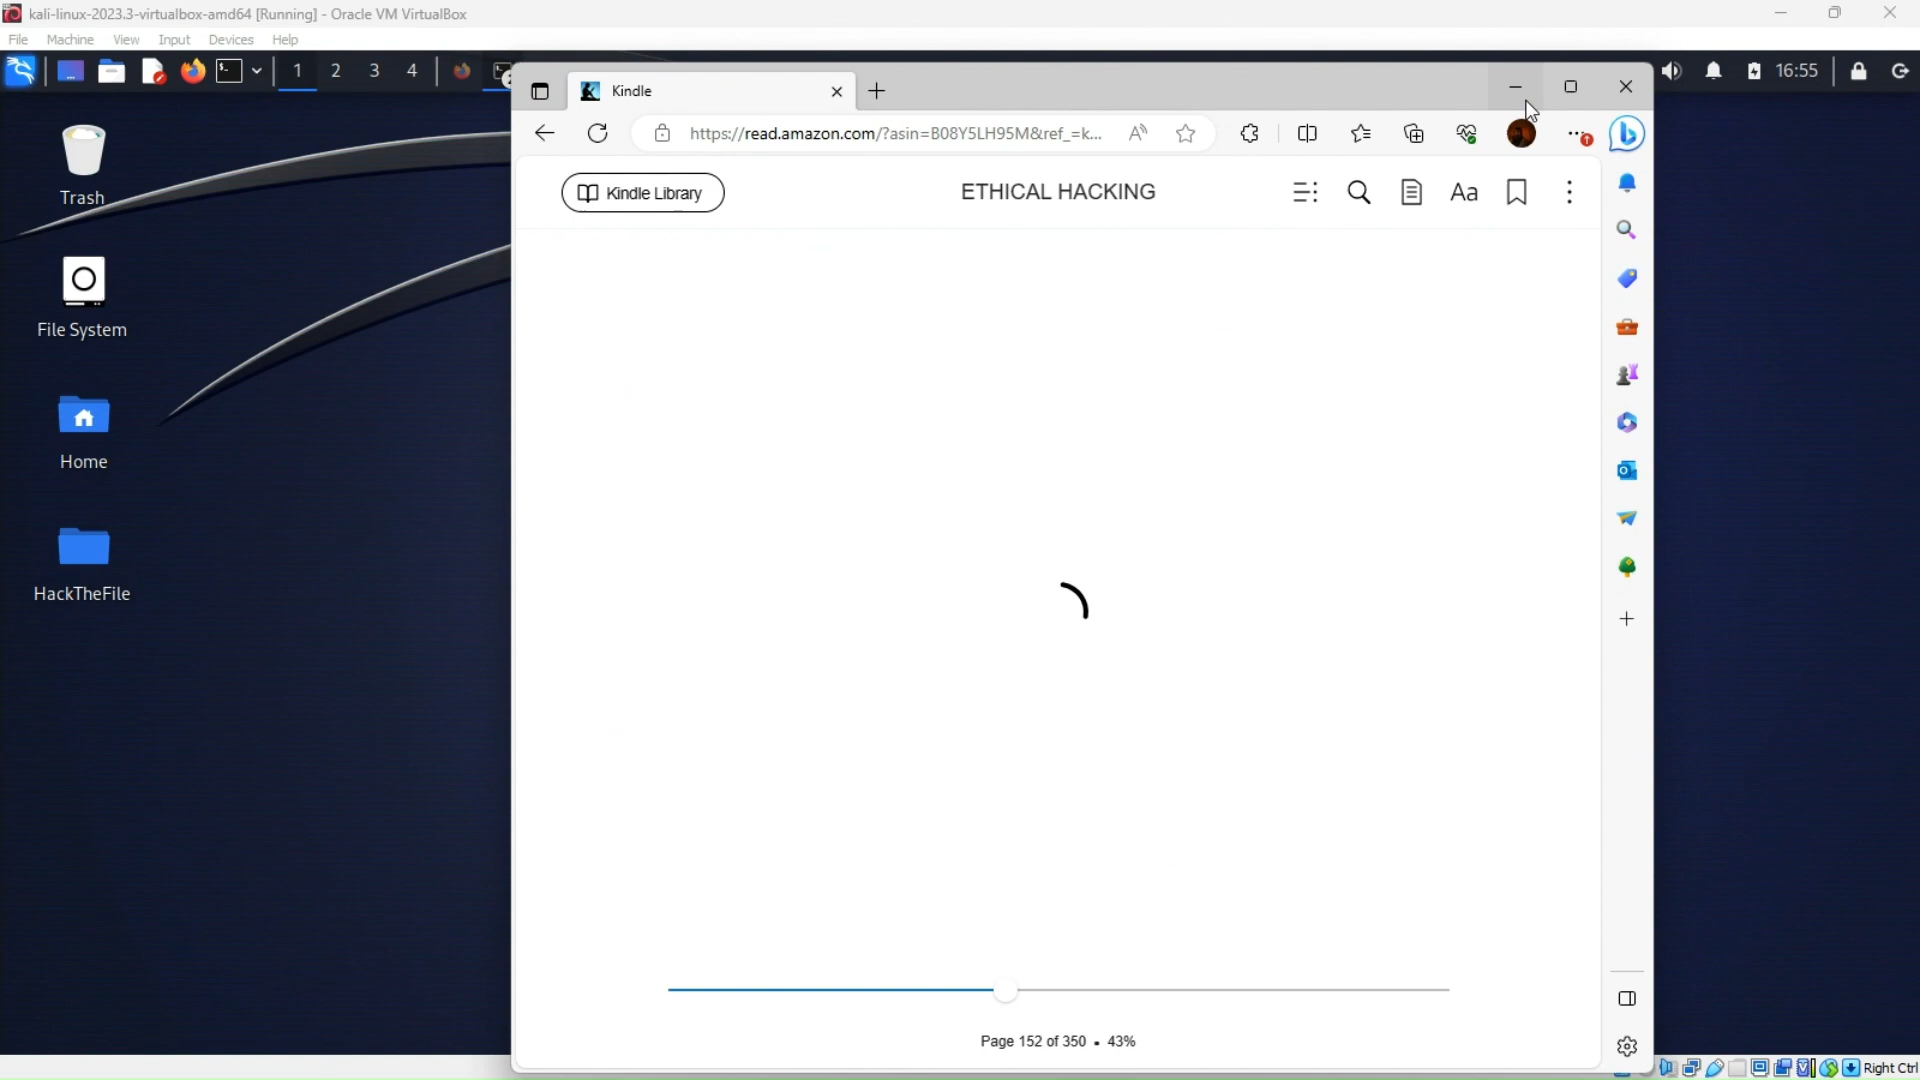 kali-linux-2023.3-virtualbox-amd64 [Running] - Oracle VM VirtualBox
File Machine View Input Devices Help
1 2 3 4
16:55
Kindle
https://read.amazon.com/?asin=B08Y5LH95M&ref_=k...
Kindle Library
ETHICAL HACKING
Aa
Trash
File System
Home
HackTheFile
Page 152 of 350 • 43%
Right Ctrl